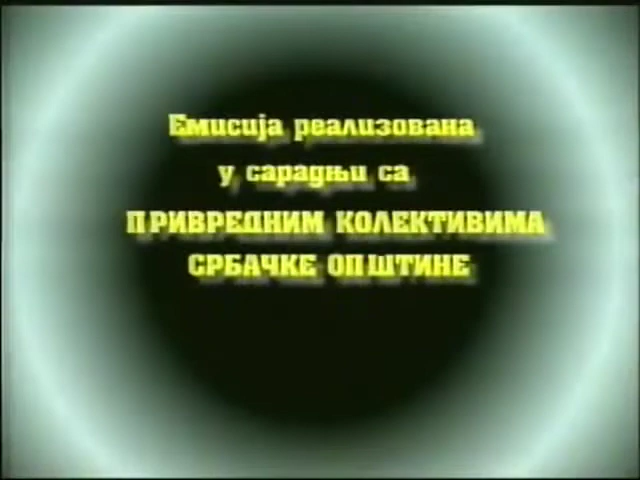 Емисија реализована
у сарадњи са
ПРИВРЕДНИМ КОЛЕКТИВИМА
СРБАЧКЕ ОПШТИНЕ